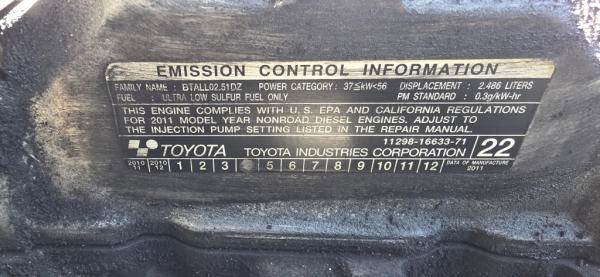 EMISSION CONTROL INFORMATION
FAMILY NAME : BTALL02.51DZ POWER CATEGORY : 37≤kW<56 DISPLACEMENT : 2.486 LITERS
FUEL : ULTRA LOW SULFUR FUEL ONLY PM STANDARD : 0.3g/kW-hr
THIS ENGINE COMPLIES WITH U.S. EPA AND CALIFORNIA REGULATIONS
FOR 2011 MODEL YEAR NONROAD DIESEL ENGINES. ADJUST TO
THE INJECTION PUMP SETTING LISTED IN THE REPAIR MANUAL.
11298-16633-71
TOYOTA TOYOTA INDUSTRIES CORPORATION 22
2010 11 2010 12 1 2 3 5 6 7 8 9 10 11 12 DATA OF MANUFACTURE 2011